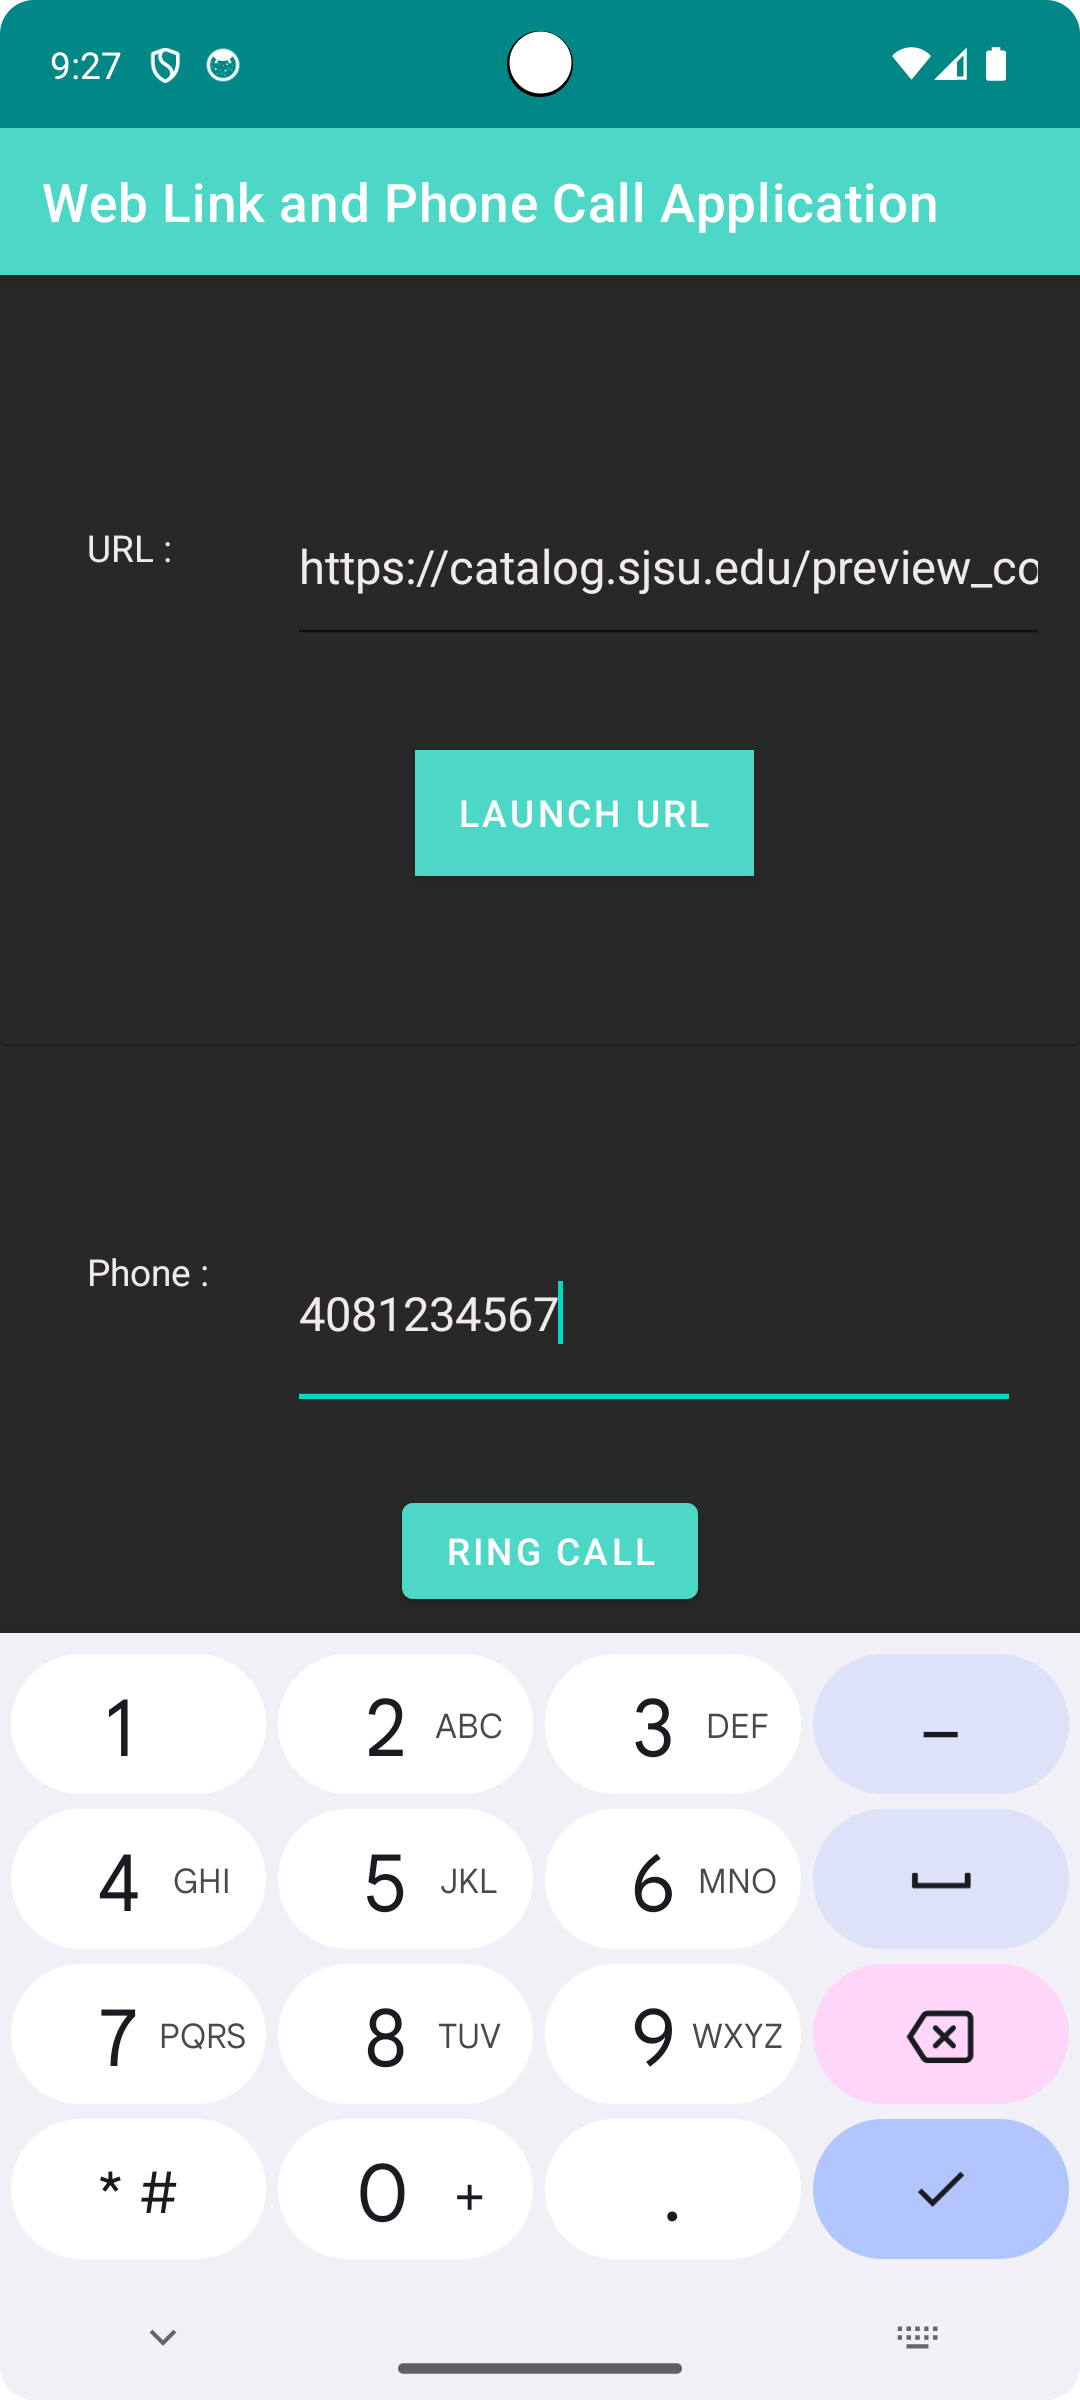 9:27
Web Link and Phone Call Application
URL :
https://catalog.sjsu.edu/preview_co
LAUNCH URL
Phone :
4081234567
RING CALL
1 2 ABC 3 DEF –
4 GHI 5 JKL 6 MNO
7 PQRS 8 TUV 9 WXYZ
* # 0 + .